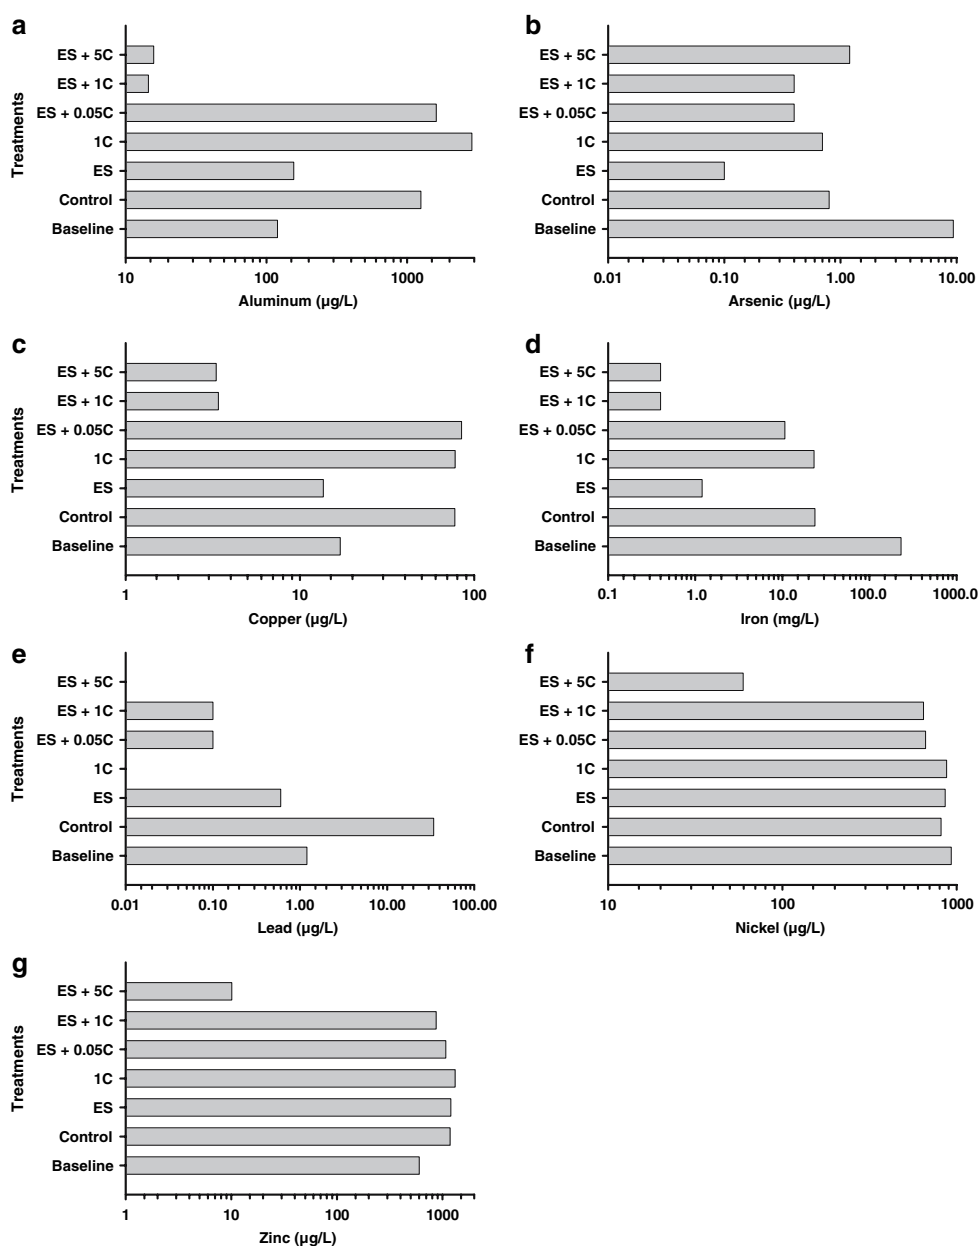 a
Treatments
ES + 5C
ES + 1C
ES + 0.05C
1C
ES
Control
Baseline
10 100 1000
Aluminum (µg/L)
b
ES + 5C
ES + 1C
ES + 0.05C
1C
ES
Control
Baseline
0.01 0.10 1.00 10.00
Arsenic (µg/L)
c
Treatments
ES + 5C
ES + 1C
ES + 0.05C
1C
ES
Control
Baseline
1 10 100
Copper (µg/L)
d
ES + 5C
ES + 1C
ES + 0.05C
1C
ES
Control
Baseline
0.1 1.0 10.0 100.0 1000.0
Iron (mg/L)
e
Treatments
ES + 5C
ES + 1C
ES + 0.05C
1C
ES
Control
Baseline
0.01 0.10 1.00 10.00 100.00
Lead (µg/L)
f
ES + 5C
ES + 1C
ES + 0.05C
1C
ES
Control
Baseline
10 100 1000
Nickel (µg/L)
g
Treatments
ES + 5C
ES + 1C
ES + 0.05C
1C
ES
Control
Baseline
1 10 100 1000
Zinc (µg/L)